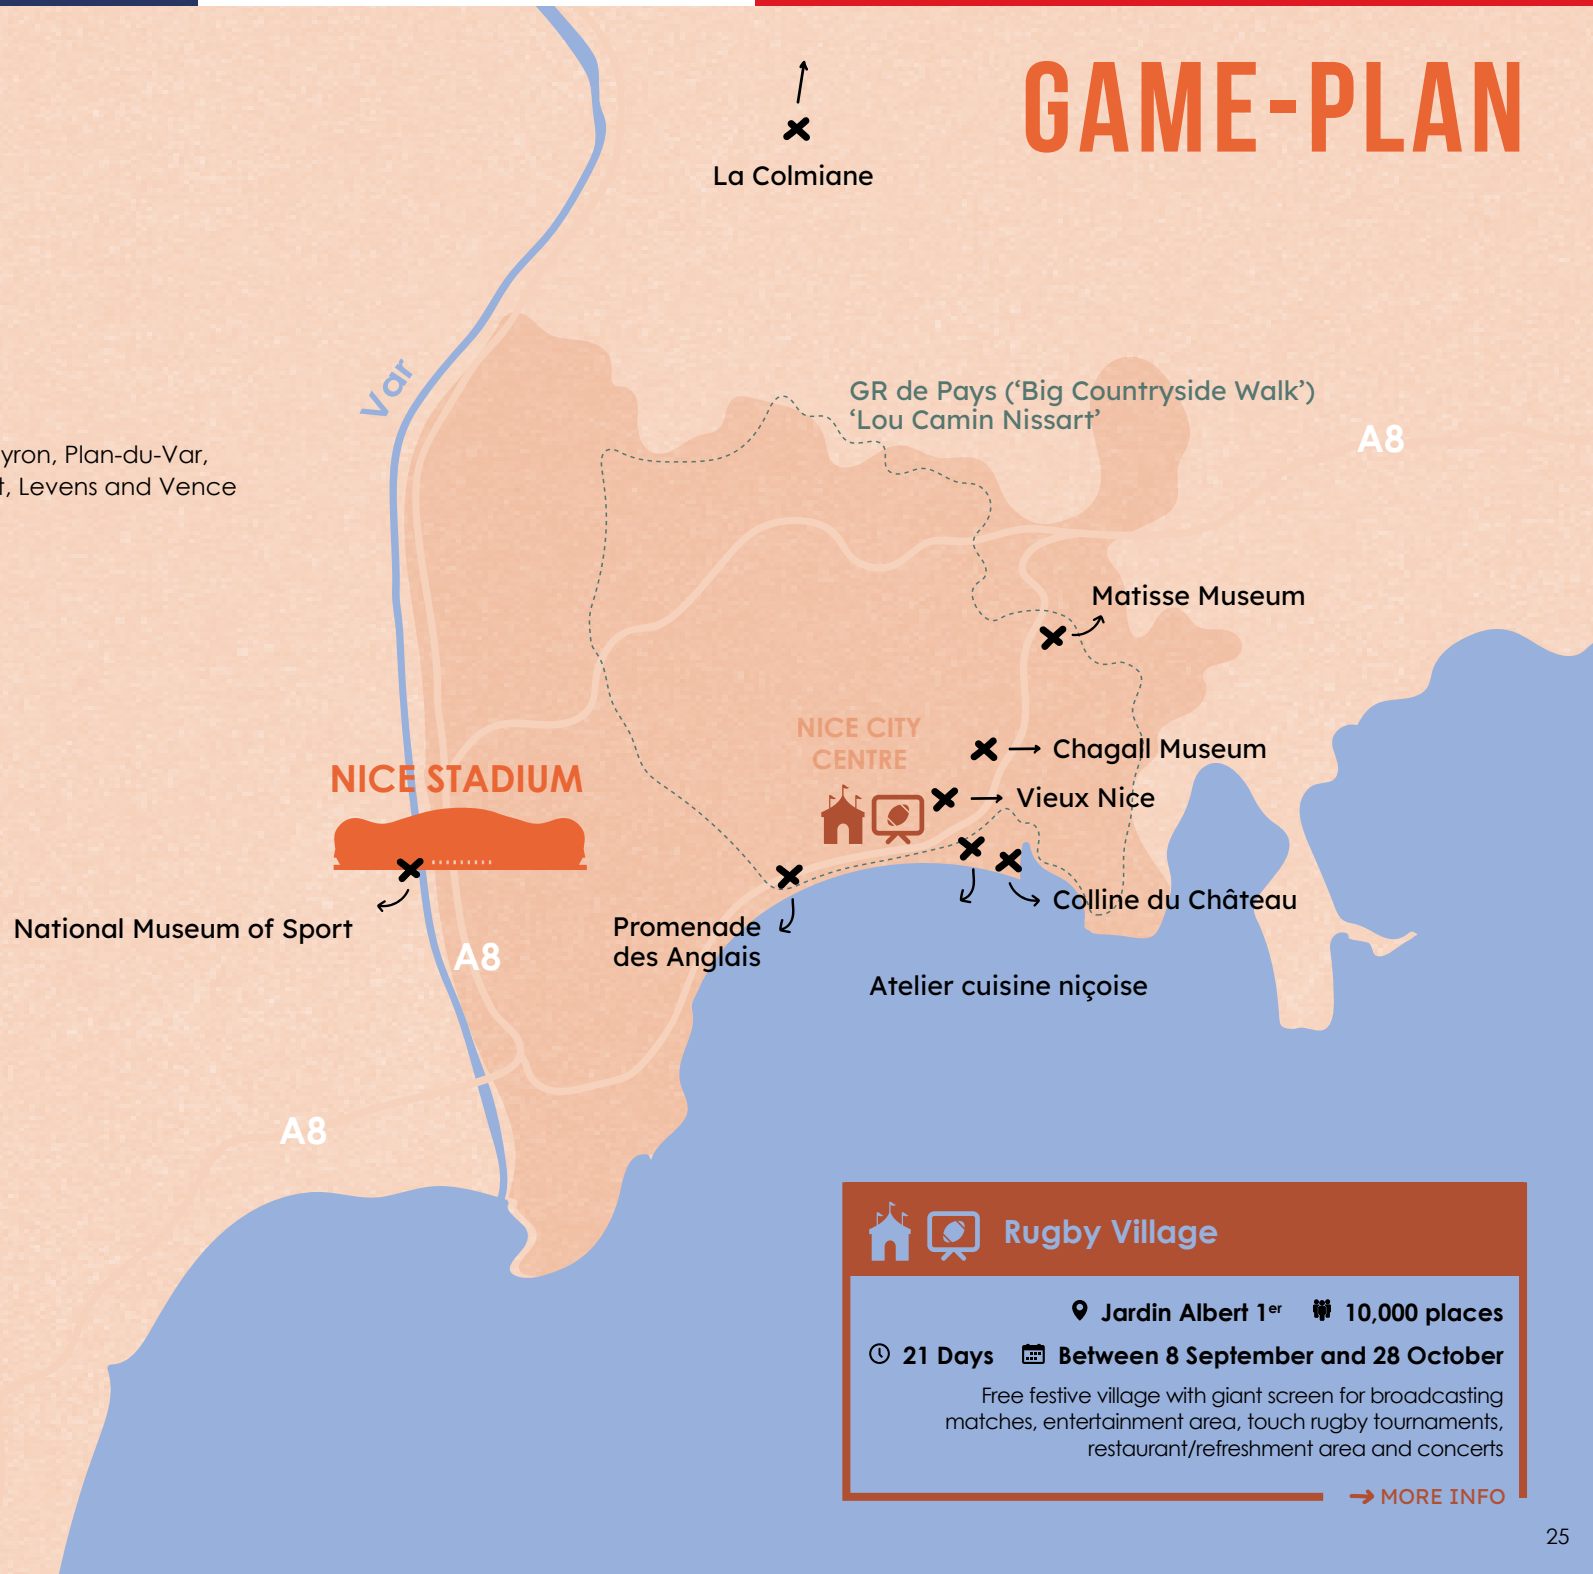 GAME-PLAN
La Colmiane
Var
GR de Pays (‘Big Countryside Walk’)
‘Lou Camin Nissart’
A8
Plan-du-Var,
Levens and Vence
Matisse Museum
NICE CITY
CENTRE
Chagall Museum
Vieux Nice
NICE STADIUM
Colline du Château
National Museum of Sport
Promenade
des Anglais
A8
Atelier cuisine niçoise
A8
Rugby Village
Jardin Albert 1er 10,000 places
21 Days Between 8 September and 28 October
Free festive village with giant screen for broadcasting
matches, entertainment area, touch rugby tournaments,
restaurant/refreshment area and concerts
MORE INFO
25